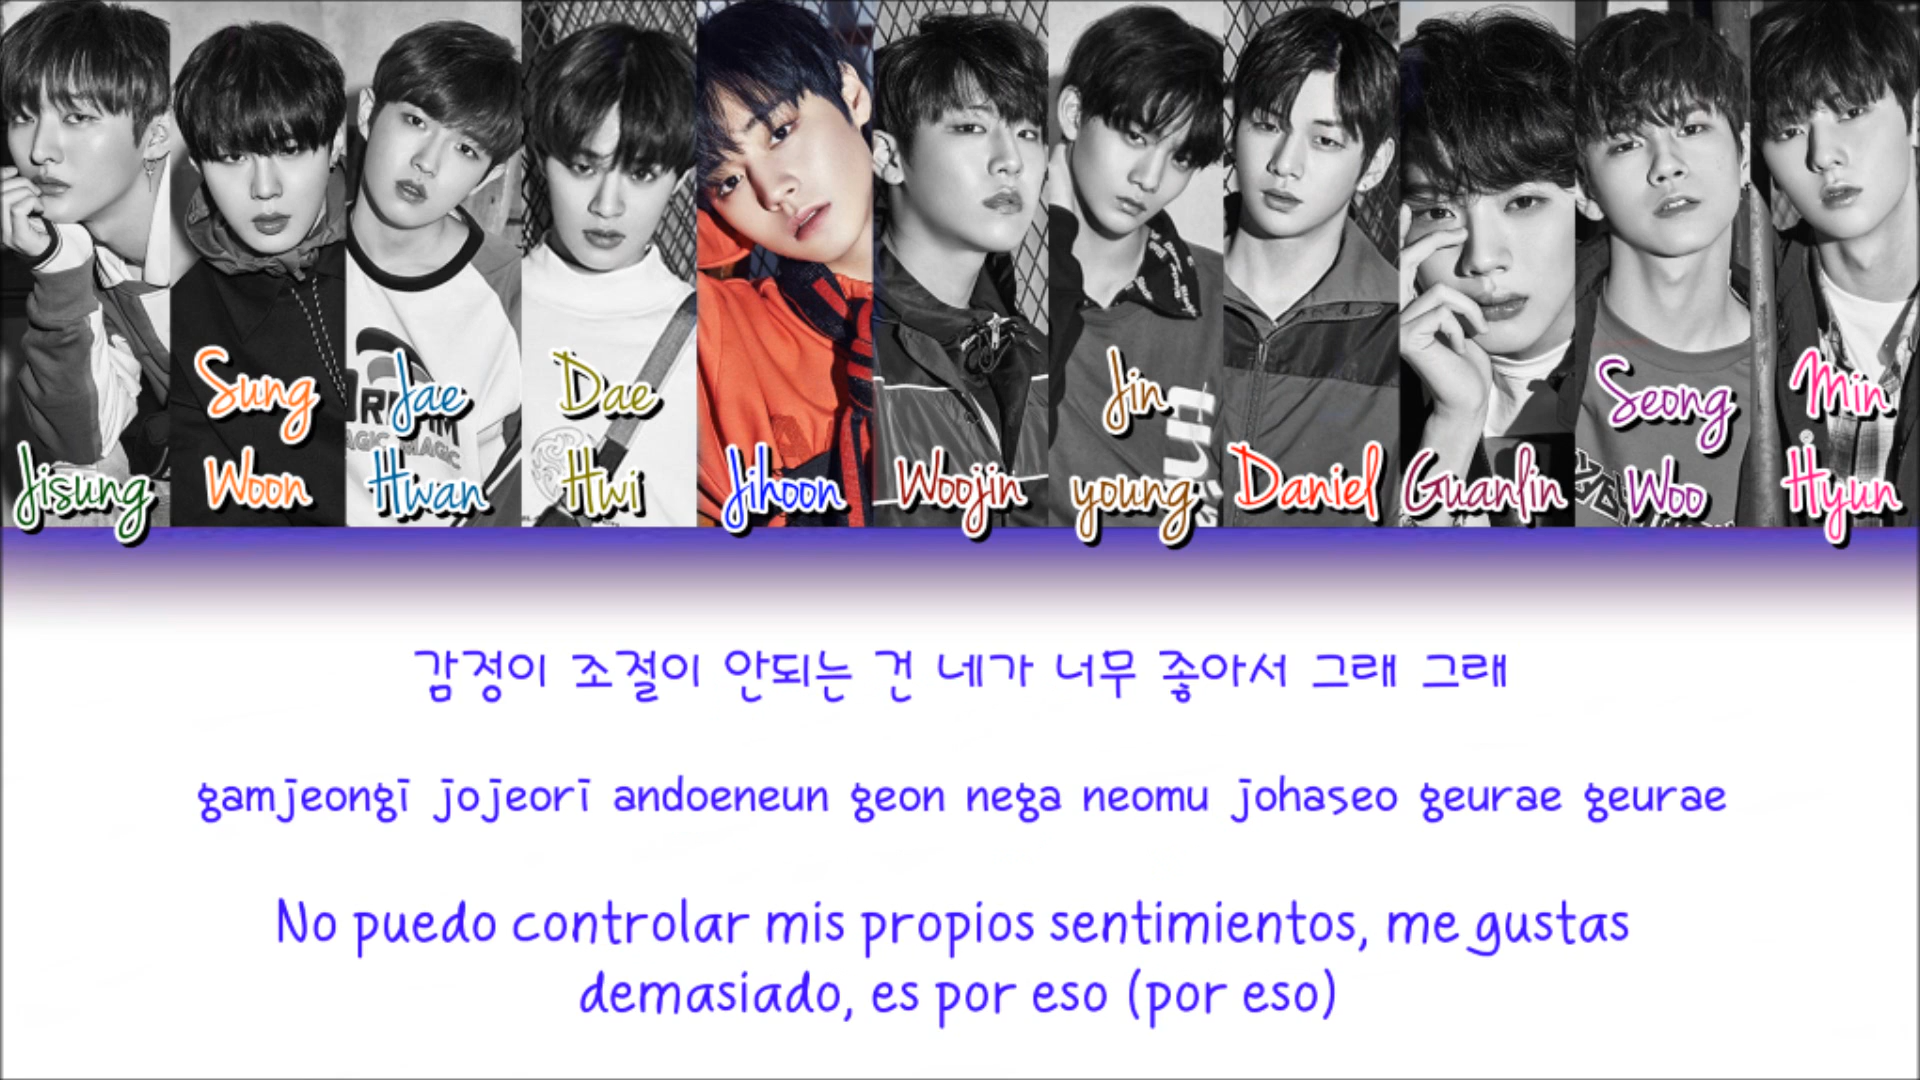 Jisung
Sung
Woon
Jae
Hwan
Dae
Hwi
Jihoon
Woojin
Jin
young
Daniel
Guanlin
Seong
Woo
Min
Hyun
감정이 조절이 안되는 건 네가 너무 좋아서 그래 그래
gamjeongi jojeori andoeneun geon nega neomu johaseo geurae geurae
No puedo controlar mis propios sentimientos, me gustas
demasiado, es por eso (por eso)